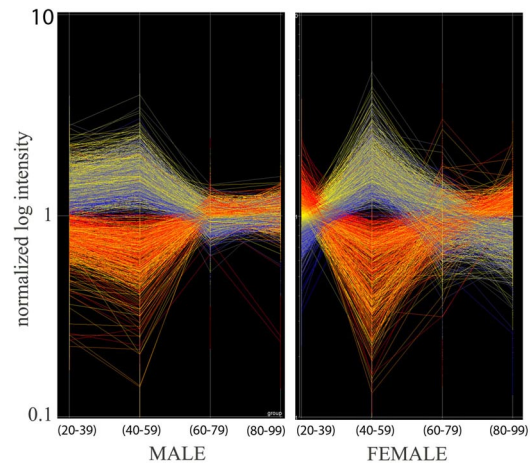 10
normalized log intensity
1
0.1
group
(20-39) (40-59) (60-79) (80-99) (20-39) (40-59) (60-79) (80-99)
MALE FEMALE